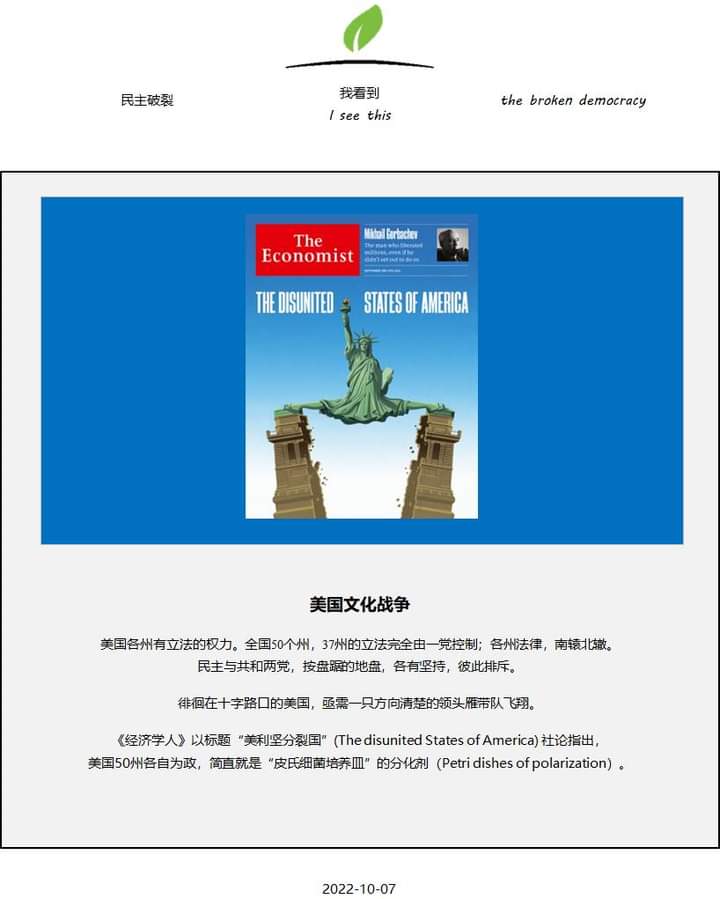 民主破裂
我看到
I see this
the broken democracy
The
Economist
Mikhail Gorbachev
The man who liberated
millions, even if he
didn't set out to do so
THE DISUNITED STATES OF AMERICA
美国文化战争
美国各州有立法的权力。全国50个州，37州的立法完全由一党控制；各州法律，南辕北辙。
民主与共和两党，按盘踞的地盘，各有坚持，彼此排斥。
徘徊在十字路口的美国，亟需一只方向清楚的领头雁带队飞翔。
《经济学人》以标题“美利坚分裂国”(The disunited States of America) 社论指出，
美国50州各自为政，简直就是“皮氏细菌培养皿”的分化剂（Petri dishes of polarization）。
2022-10-07